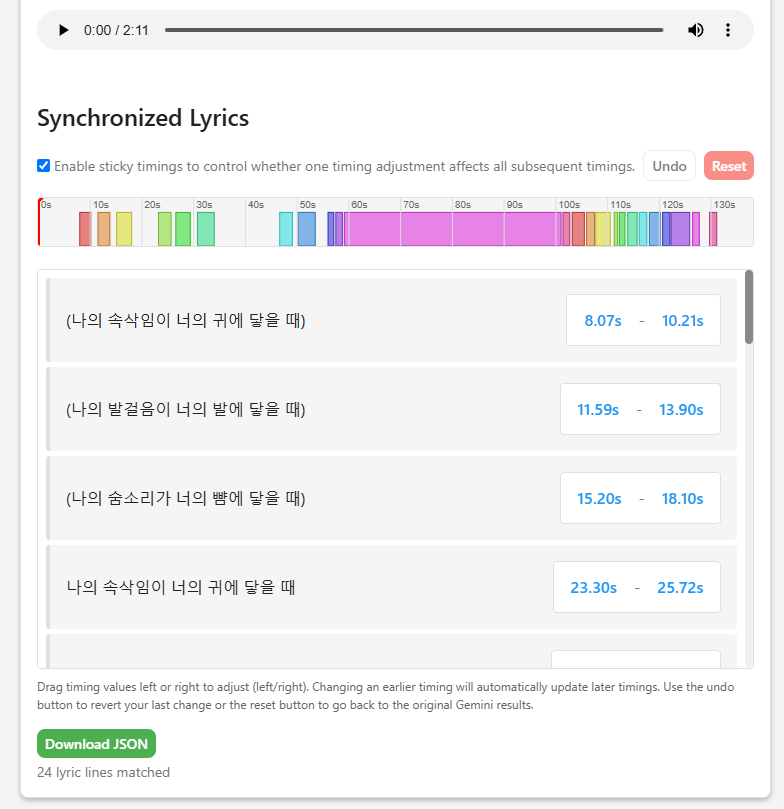 0:00 / 2:11
Synchronized Lyrics
Enable sticky timings to control whether one timing adjustment affects all subsequent timings. Undo Reset
0s 10s 20s 30s 40s 50s 60s 70s 80s 90s 100s 110s 120s 130s
(나의 속삭임이 너의 귀에 닿을 때) 8.07s - 10.21s
(나의 발걸음이 너의 발에 닿을 때) 11.59s - 13.90s
(나의 숨소리가 너의 뺨에 닿을 때) 15.20s - 18.10s
나의 속삭임이 너의 귀에 닿을 때 23.30s - 25.72s
Drag timing values left or right to adjust (left/right). Changing an earlier timing will automatically update later timings. Use the undo
button to revert your last change or the reset button to go back to the original Gemini results.
Download JSON
24 lyric lines matched